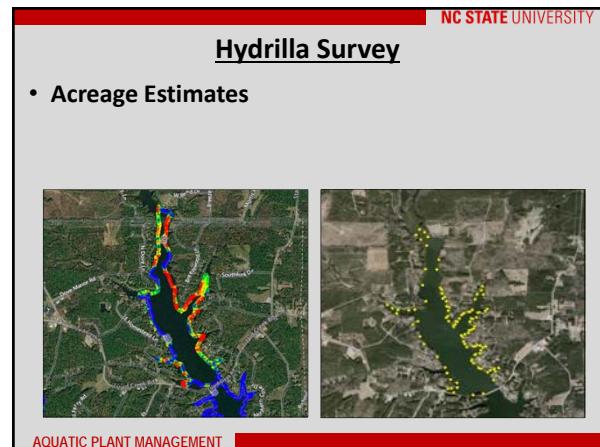 NC STATE UNIVERSITY
Hydrilla Survey
• Acreage Estimates
AQUATIC PLANT MANAGEMENT